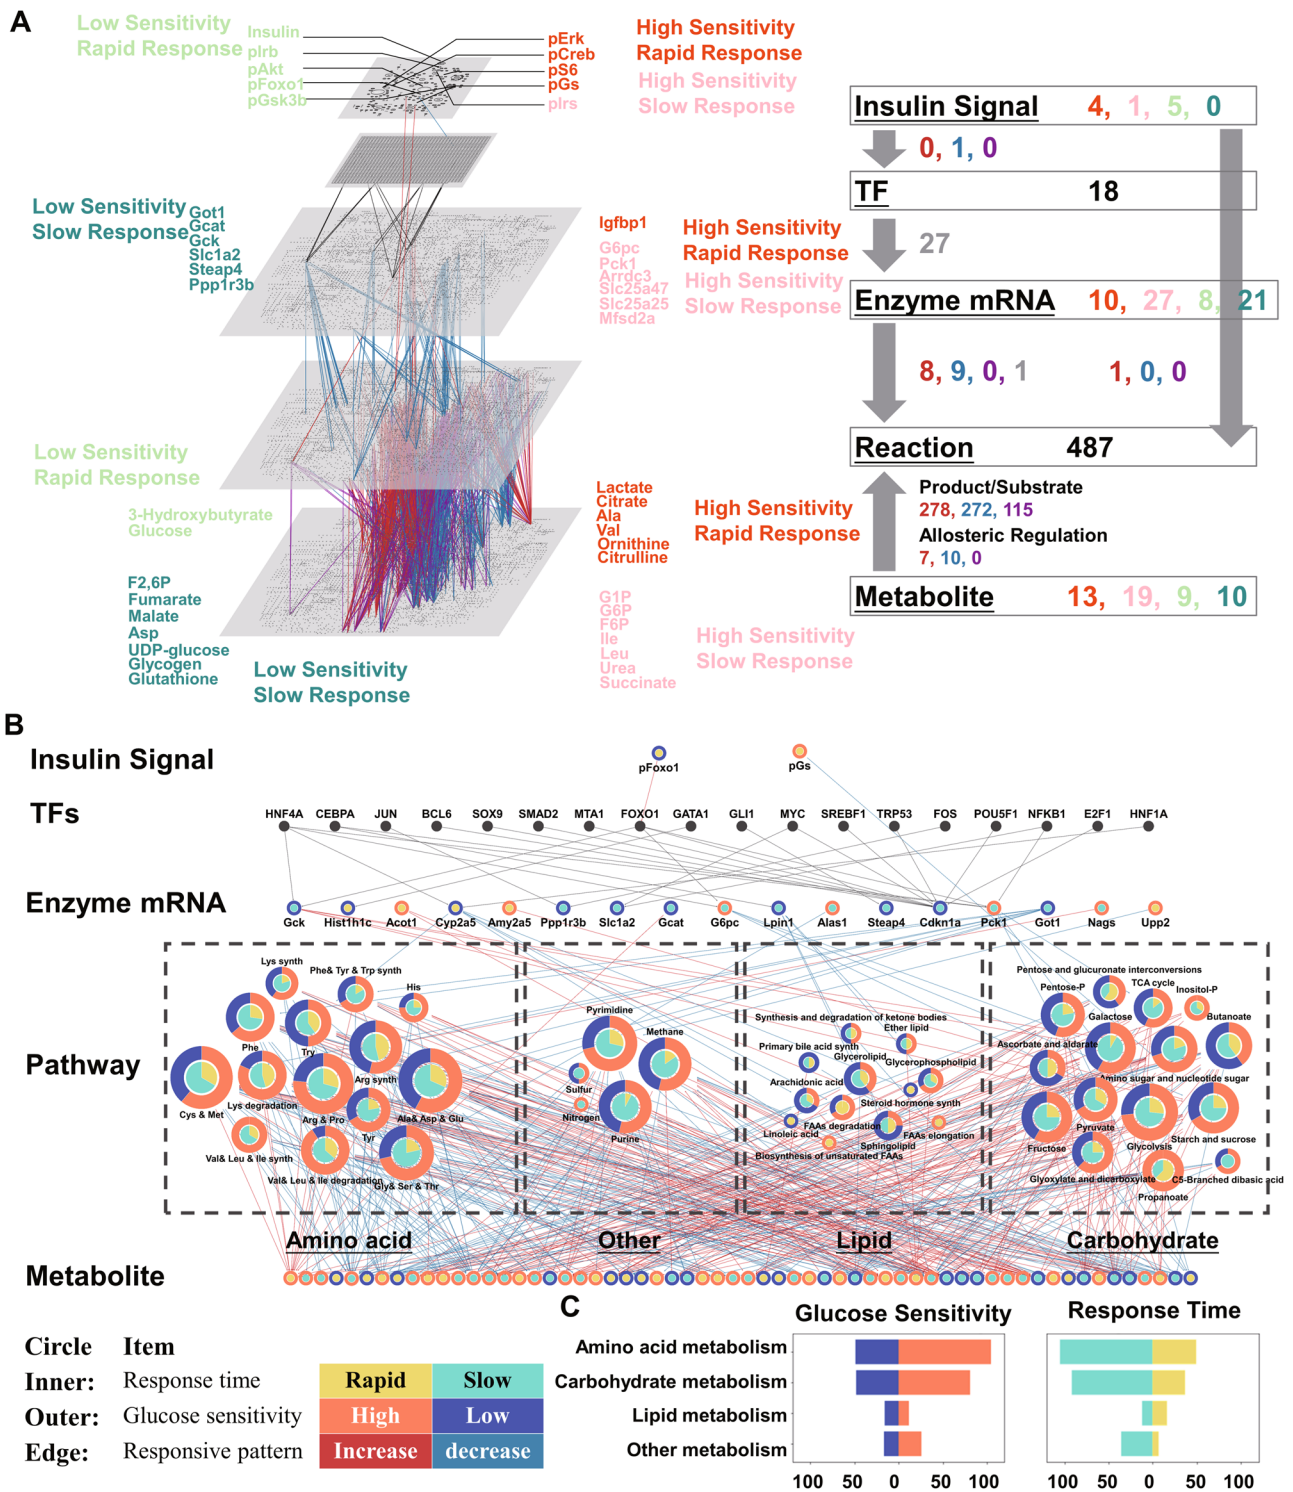 A
Low Sensitivity
Rapid Response
Insulin
pIrb
pAkt
pFoxo1
pGsk3b
pErk
pCreb
pS6
pGs
pIrs
High Sensitivity
Rapid Response
High Sensitivity
Slow Response
Low Sensitivity
Slow Response
Got1
Gcat
Gck
Slc1a2
Steap4
Ppp1r3b
Igfbp1
G6pc
Pck1
Arrdc3
Slc25a47
Slc25a25
Mfsd2a
High Sensitivity
Rapid Response
High Sensitivity
Slow Response
Low Sensitivity
Rapid Response
3-Hydroxybutyrate
Glucose
F2,6P
Fumarate
Malate
Asp
UDP-glucose
Glycogen
Glutathione
Low Sensitivity
Slow Response
Lactate
Citrate
Ala
Val
Ornithine
Citrulline
High Sensitivity
Rapid Response
G1P
G6P
F6P
Ile
Leu
Urea
Succinate
High Sensitivity
Slow Response
Insulin Signal 4, 1, 5, 0
0, 1, 0
TF 18
27
Enzyme mRNA 10, 27, 8, 21
8, 9, 0, 1 1, 0, 0
Reaction 487
Product/Substrate
278, 272, 115
Allosteric Regulation
7, 10, 0
Metabolite 13, 19, 9, 10
B
Insulin Signal
pFoxo1 pGs
TFs
HNF4A CEBPA JUN BCL6 SOX9 SMAD2 MTA1 FOXO1 GATA1 GLI1 MYC SREBF1 TRP53 FOS POU5F1 NFKB1 E2F1 HNF1A
Enzyme mRNA
Gck Hist1h1c Acot1 Cyp2a5 Amy2a5 Ppp1r3b Slc1a2 Gcat G6pc Lpin1 Alas1 Steap4 Cdkn1a Pck1 Got1 Nags Upp2
Pathway
Lys synth
Phe& Tyr & Trp synth
His
Phe
Try
Arg synth
Cys & Met
Lys degradation
Arg & Pro
Ala& Asp & Glu
Tyr
Val& Leu & Ile synth
Val& Leu & Ile degradation
Gly& Ser & Thr
Pyrimidine
Methane
Sulfur
Nitrogen
Purine
Synthesis and degradation of ketone bodies
Ether lipid
Primary bile acid synth
Glycerolipid
Glycerophospholipid
Arachidonic acid
Steroid hormone synth
FAAs degradation
Linoleic acid
FAAs elongation
Sphingolipid
Biosynthesis of unsaturated FAAs
Pentose and glucuronate interconversions
Pentose-P
TCA cycle
Inositol-P
Galactose
Butanoate
Ascorbate and aldarate
Amino sugar and nucleotide sugar
Pyruvate
Fructose
Glycolysis
Starch and sucrose
Glyoxylate and dicarboxylate
C5-Branched dibasic acid
Propanoate
Amino acid Other Lipid Carbohydrate
Metabolite
Circle Item
Inner: Response time Rapid Slow
Outer: Glucose sensitivity High Low
Edge: Responsive pattern Increase decrease
C
Glucose Sensitivity Response Time
Amino acid metabolism
Carbohydrate metabolism
Lipid metabolism
Other metabolism
100 50 0 50 100 100 50 0 50 100